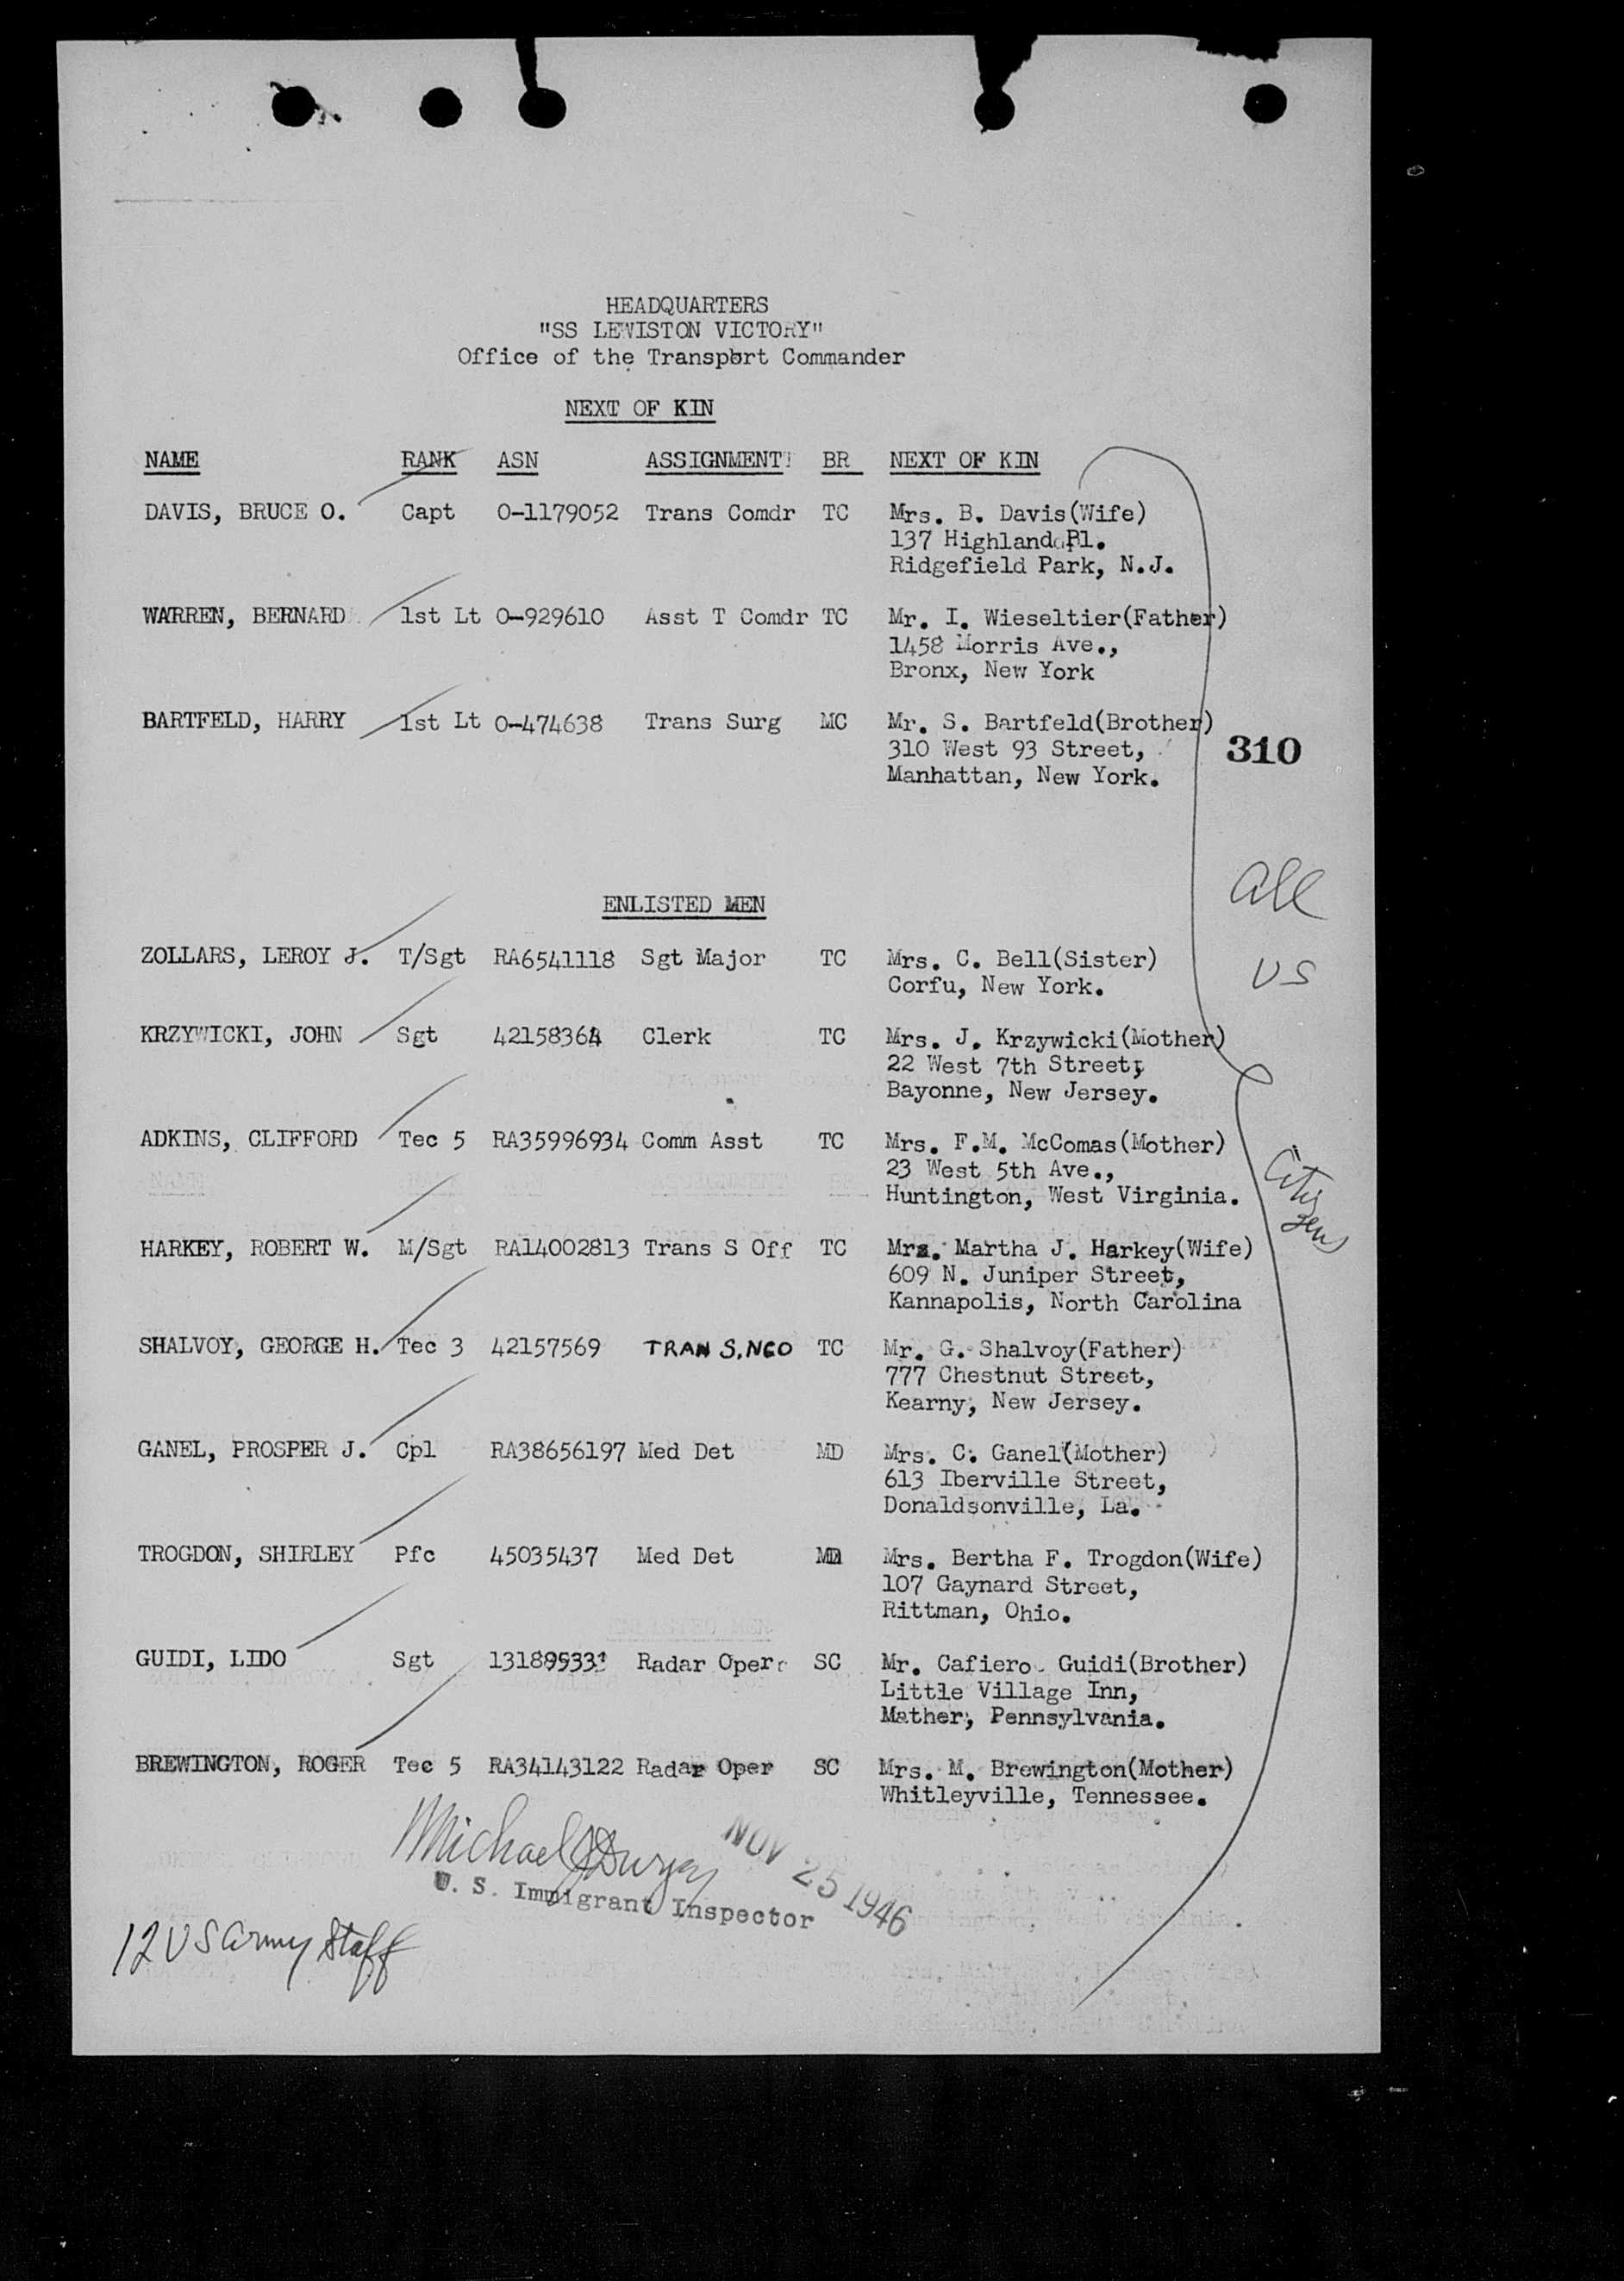 HEADQUARTERS
"SS LEWISTON VICTORY"
Office of the Transport Commander
NEXT OF KIN
NAME RANK ASN ASSIGNMENT BR NEXT OF KIN
DAVIS, BRUCE O. Capt O-1179052 Trans Comdr TC Mrs. B. Davis(Wife)
137 Highland Pl.
Ridgefield Park, N.J.
WARREN, BERNARD 1st Lt O-929610 Asst T Comdr TC Mr. I. Wieseltier(Father)
1458 Morris Ave.,
Bronx, New York
BARTFELD, HARRY 1st Lt O-474638 Trans Surg MC Mr. S. Bartfeld(Brother)
310 West 93 Street,
310
Manhattan, New York.
all
ENLISTED MEN
ZOLLARS, LEROY J. T/Sgt RA6541118 Sgt Major TC Mrs. C. Bell(Sister)
US
Corfu, New York.
KRZYWICKI, JOHN Sgt 42158364 Clerk TC Mrs. J. Krzywicki(Mother)
22 West 7th Street,
Bayonne, New Jersey.
ADKINS, CLIFFORD Tec 5 RA35996934 Comm Asst TC Mrs. F.M. McComas(Mother)
23 West 5th Ave.,
Citi
Huntington, West Virginia.
zens
HARKEY, ROBERT W. M/Sgt RA14002813 Trans S Off TC Mrs. Martha J. Harkey(Wife)
609 N. Juniper Street,
Kannapolis, North Carolina
SHALVOY, GEORGE H. Tec 3 42157569 TRAN S. NCO TC Mr. G. Shalvoy(Father)
777 Chestnut Street,
Kearny, New Jersey.
GANEL, PROSPER J. Cpl RA38656197 Med Det MD Mrs. C. Ganel(Mother)
613 Iberville Street,
Donaldsonville, La.
TROGDON, SHIRLEY Pfc 45035437 Med Det MD Mrs. Bertha F. Trogdon(Wife)
107 Gaynard Street,
Rittman, Ohio.
GUIDI, LIDO Sgt 13189533 Radar Oper SC Mr. Cafiero Guidi(Brother)
Little Village Inn,
Mather, Pennsylvania.
BREWINGTON, ROGER Tec 5 RA34143122 Radar Oper SC Mrs. M. Brewington(Mother)
Whitleyville, Tennessee.
Michael
NOV 25 1946
U. S. Immigrant Inspector
12 US Army Staff